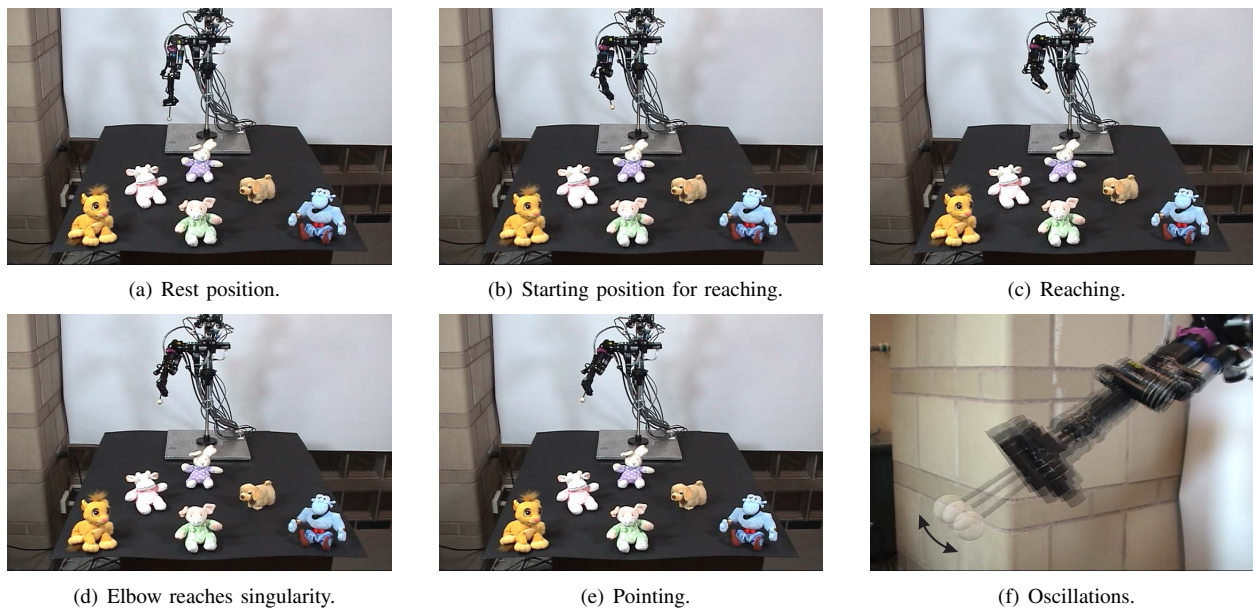 (a) Rest position.
(b) Starting position for reaching.
(c) Reaching.
(d) Elbow reaches singularity.
(e) Pointing.
(f) Oscillations.